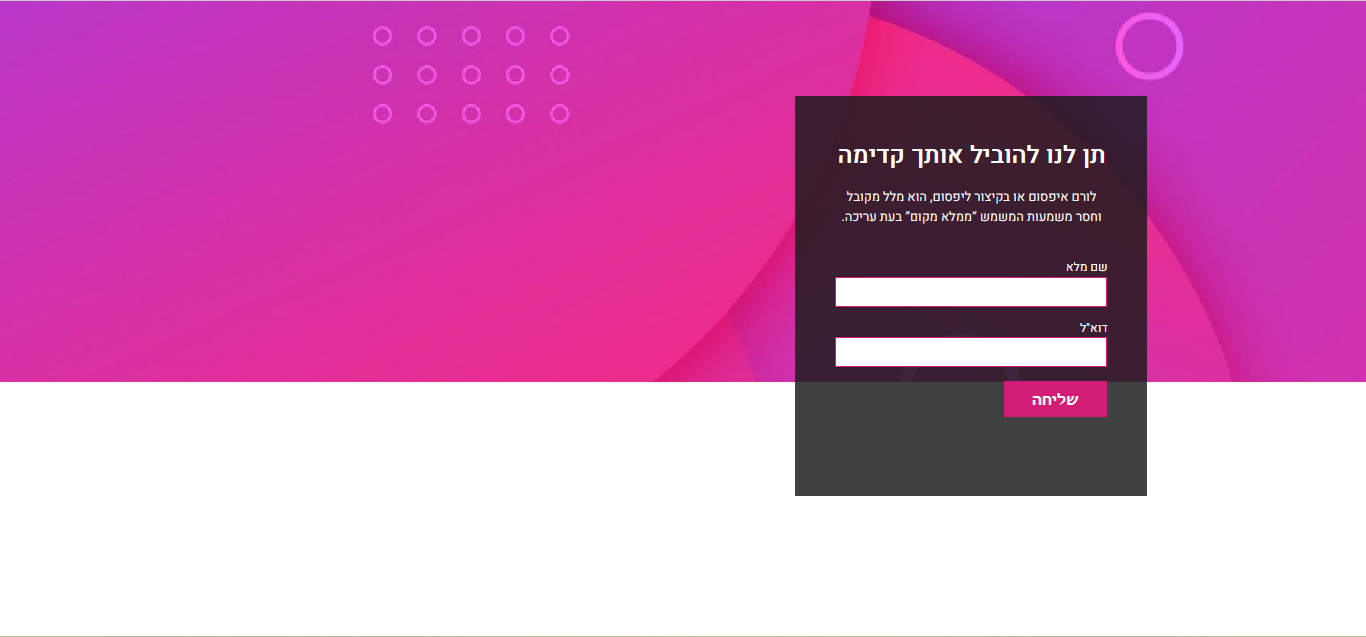 תן לנו להוביל אותך קדימה
לורם איפסום או בקיצור ליפסום, הוא מלל מקובל
וחסר משמעות המשמש “ממלא מקום” בעת עריכה.
שם מלא
דוא"ל
שליחה